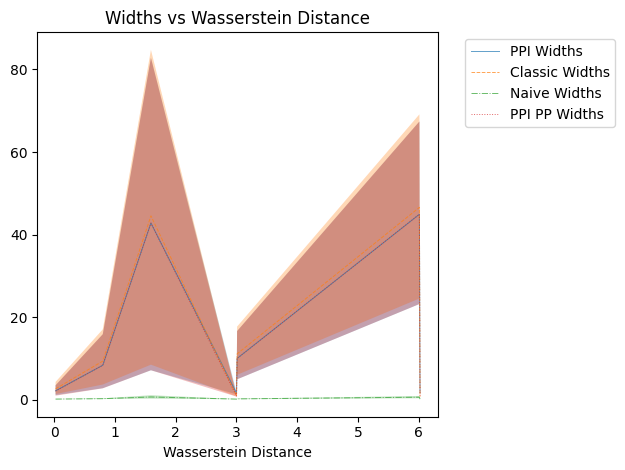 Widths vs Wasserstein Distance
80
60
40
20
0
0 1 2 3 4 5 6
Wasserstein Distance
PPI Widths
Classic Widths
Naive Widths
PPI PP Widths